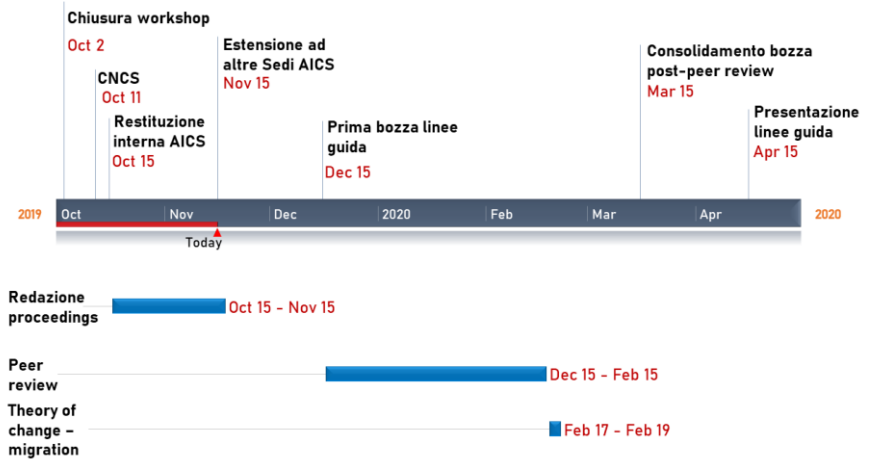 Chiusura workshop
Oct 2
CNCS
Oct 11
Restituzione
interna AICS
Oct 15
Estensione ad
altre Sedi AICS
Nov 15
Prima bozza linee
guida
Dec 15
Consolidamento bozza
post-peer review
Mar 15
Presentazione
linee guida
Apr 15
2019 Oct Nov Dec 2020 Feb Mar Apr 2020
Today
Redazione
proceedings
Oct 15 - Nov 15
Peer
review
Dec 15 - Feb 15
Theory of
change –
migration
Feb 17 - Feb 19